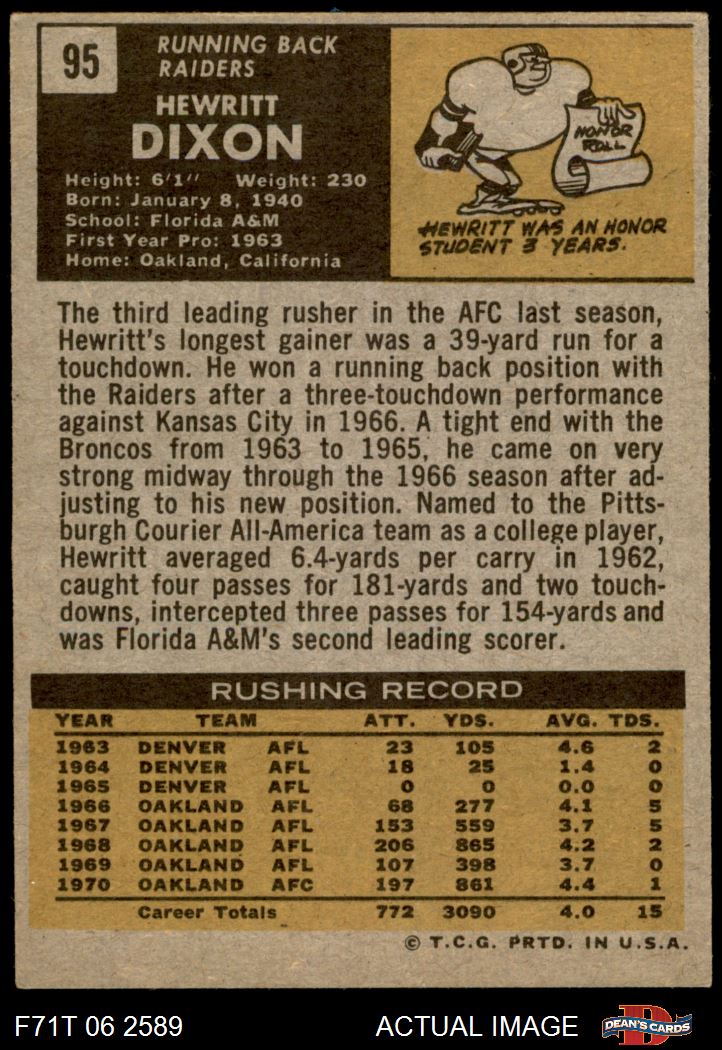 95
RUNNING BACK
RAIDERS
HEWRITT
DIXON
Height: 6'1" Weight: 230
Born: January 8, 1940
School: Florida A&M
First Year Pro: 1963
Home: Oakland, California
HONOR
ROLL
HEWRITT WAS AN HONOR
STUDENT 3 YEARS.
The third leading rusher in the AFC last season,
Hewritt's longest gainer was a 39-yard run for a
touchdown. He won a running back position with
the Raiders after a three-touchdown performance
against Kansas City in 1966. A tight end with the
Broncos from 1963 to 1965, he came on very
strong midway through the 1966 season after ad-
justing to his new position. Named to the Pitts-
burgh Courier All-America team as a college player,
Hewritt averaged 6.4-yards per carry in 1962,
caught four passes for 181-yards and two touch-
downs, intercepted three passes for 154-yards and
was Florida A&M's second leading scorer.
RUSHING RECORD
YEAR TEAM ATT. YDS. AVG. TDS.
1963 DENVER AFL 23 105 4.6 2
1964 DENVER AFL 18 25 1.4 0
1965 DENVER AFL 0 0 0.0 0
1966 OAKLAND AFL 68 277 4.1 5
1967 OAKLAND AFL 153 559 3.7 5
1968 OAKLAND AFL 206 865 4.2 2
1969 OAKLAND AFL 107 398 3.7 0
1970 OAKLAND AFC 197 861 4.4 1
Career Totals 772 3090 4.0 15
© T.C.G. PRTD. IN U.S.A.
F71T 06 2589 ACTUAL IMAGE
D
DEAN'S CARDS